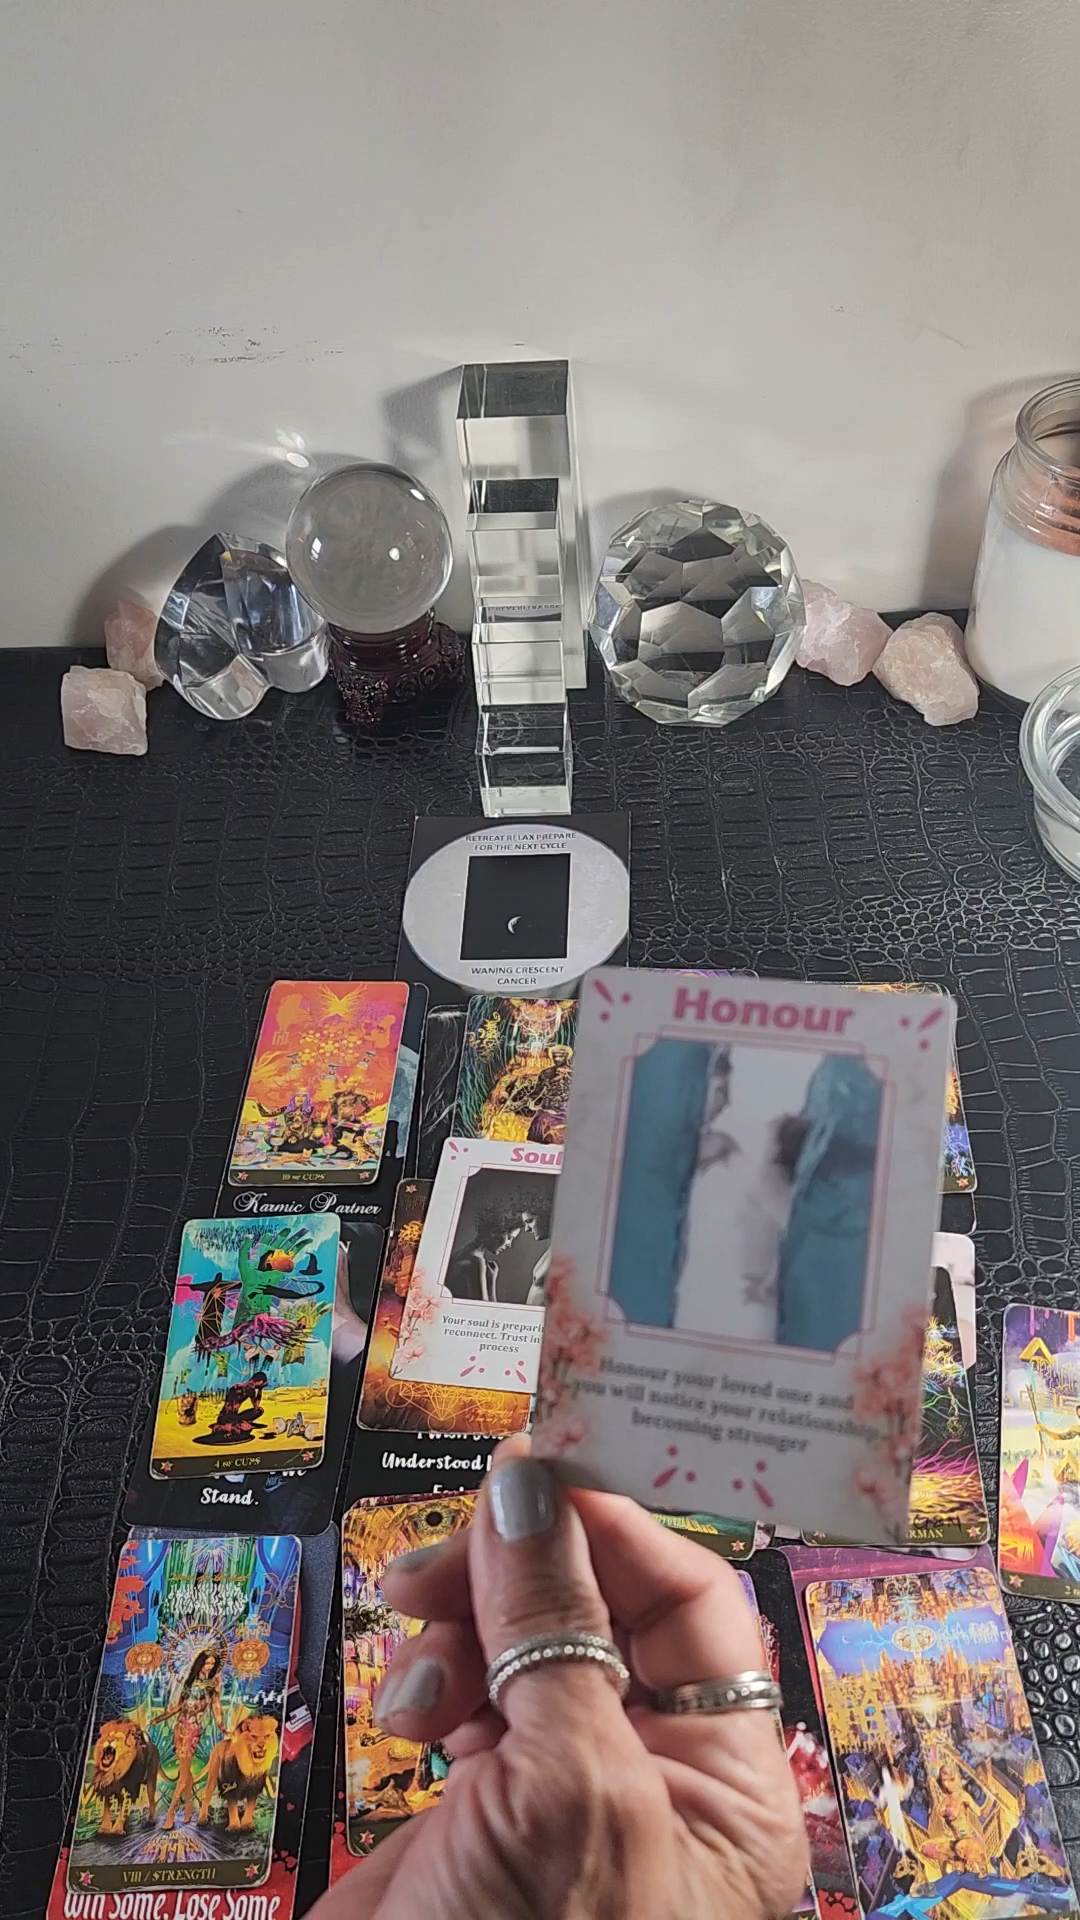 RETREAT RELAX PREPARE
FOR THE NEXT CYCLE
WANING CRESCENT
CANCER
Honour
Honour your loved one and
you will notice your relationship
becoming stronger
10 OF CUPS
Karmic Partner
Soul
Your soul is
reconnect. Trust in
process
4 OF CUPS
Stand.
Understood
VIII / STRENGTH
Win Some, Lose Some